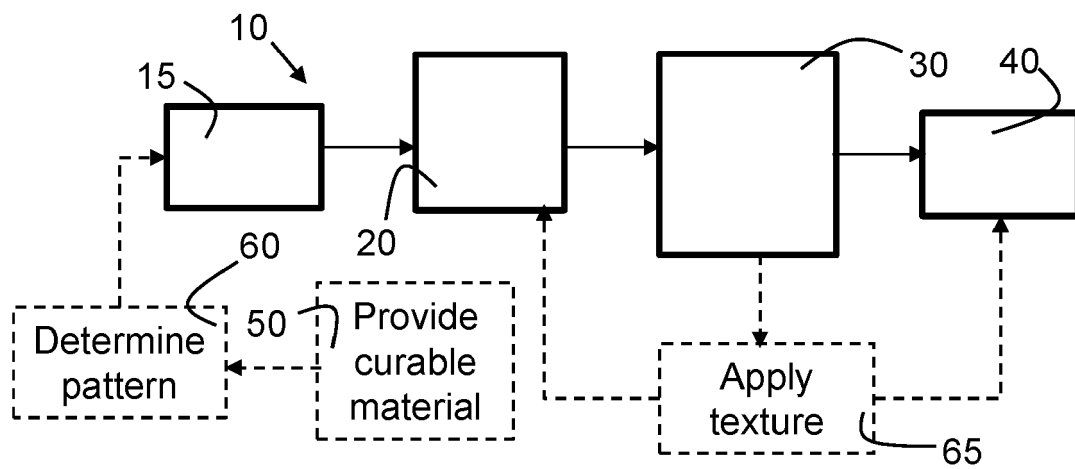 10
15
30
40
20
60
50
Determine
pattern
Provide
curable
material
Apply
texture
65